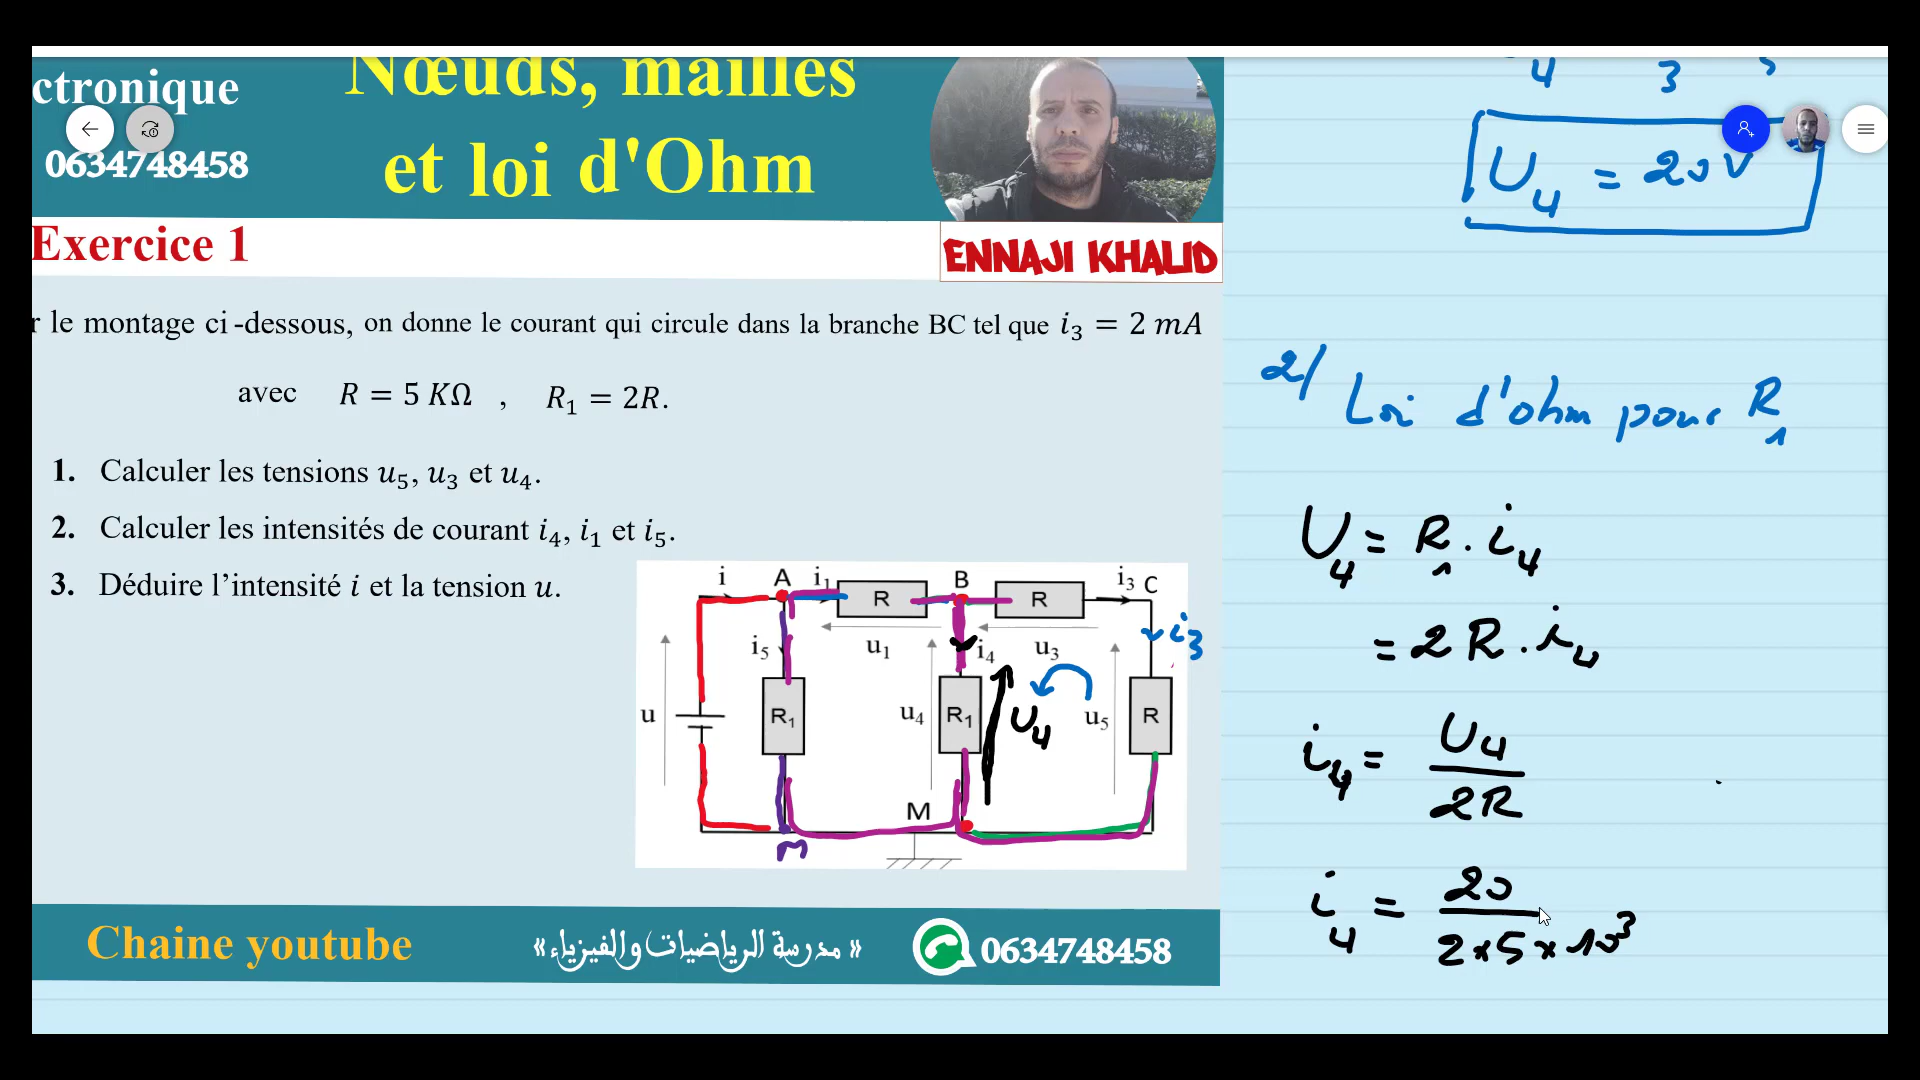 ctronique
0634748458
Nœuds, mailles
et loi d'Ohm
Exercice 1
ENNAJI KHALID
r le montage ci-dessous, on donne le courant qui circule dans la branche BC tel que i₃ = 2 mA
avec R = 5 KΩ , R₁ = 2R.
1. Calculer les tensions u₅, u₃ et u₄.
2. Calculer les intensités de courant i₄, i₁ et i₅.
3. Déduire l'intensité i et la tension u.
i A i₁ R B R i₃ C
i₅ u₁ i₄ u₃ i₃
u R₁ u₄ R₁ U₄ u₅ R
M
m
Chaine youtube
« مدرسة الرياضيات والفيزياء »
0634748458
4 3 5
U₄ = 20 V
2/ Loi d'ohm pour R₁
U₄ = R₁ . i₄
= 2 R . i₄
i₄ = U₄ / 2R
i₄ = 20 / 2×5×10³